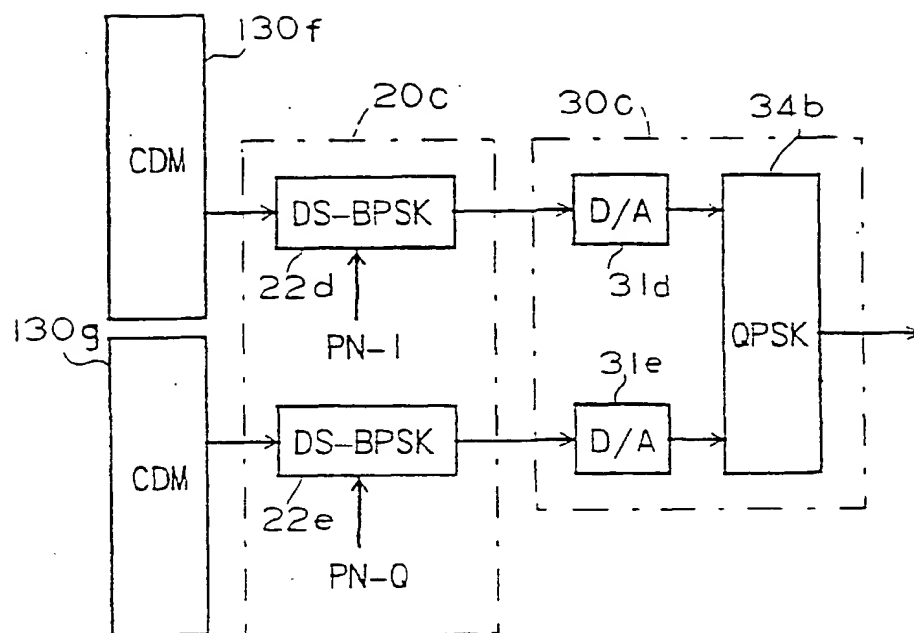 130f
20c
30c
34b
CDM
DS-BPSK
D/A
22d
31d
PN-I
130g
QPSK
31e
DS-BPSK
D/A
CDM
22e
PN-Q